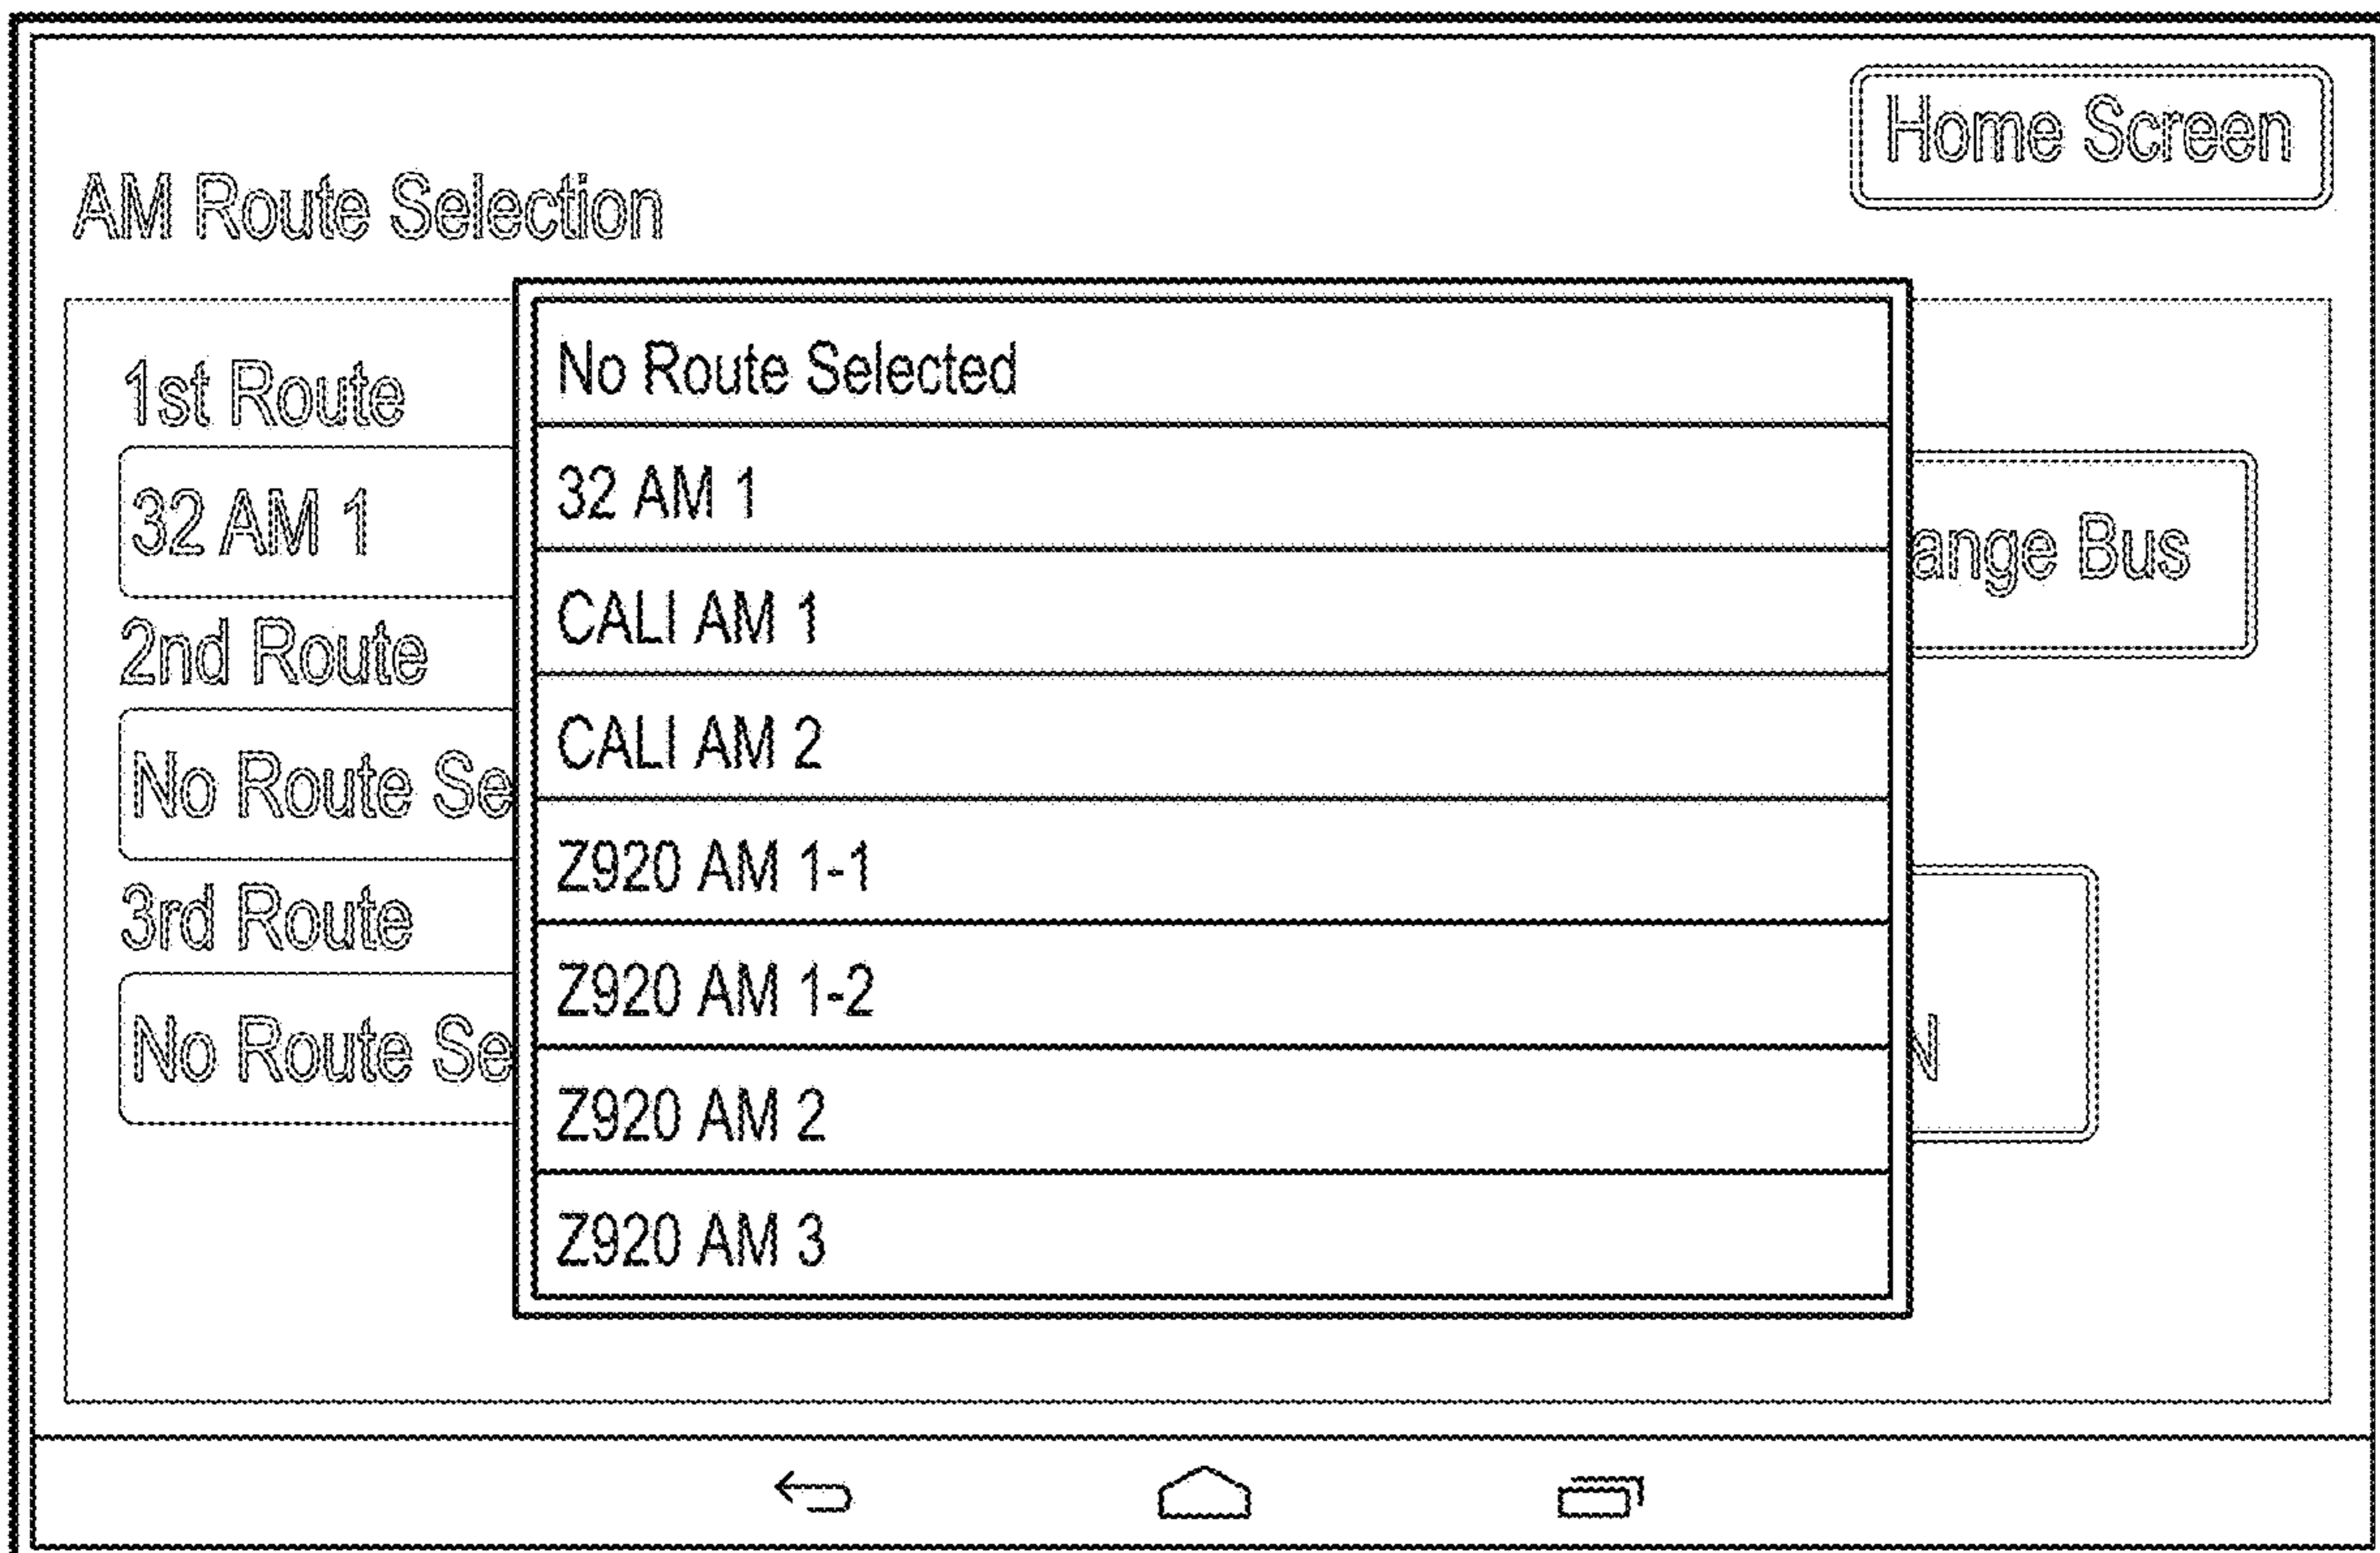 Home Screen
AM Route Selection
1st Route
32 AM 1
2nd Route
No Route Se
3rd Route
No Route Se
No Route Selected
32 AM 1
CALI AM 1
CALI AM 2
Z920 AM 1-1
Z920 AM 1-2
Z920 AM 2
Z920 AM 3
ange Bus
N